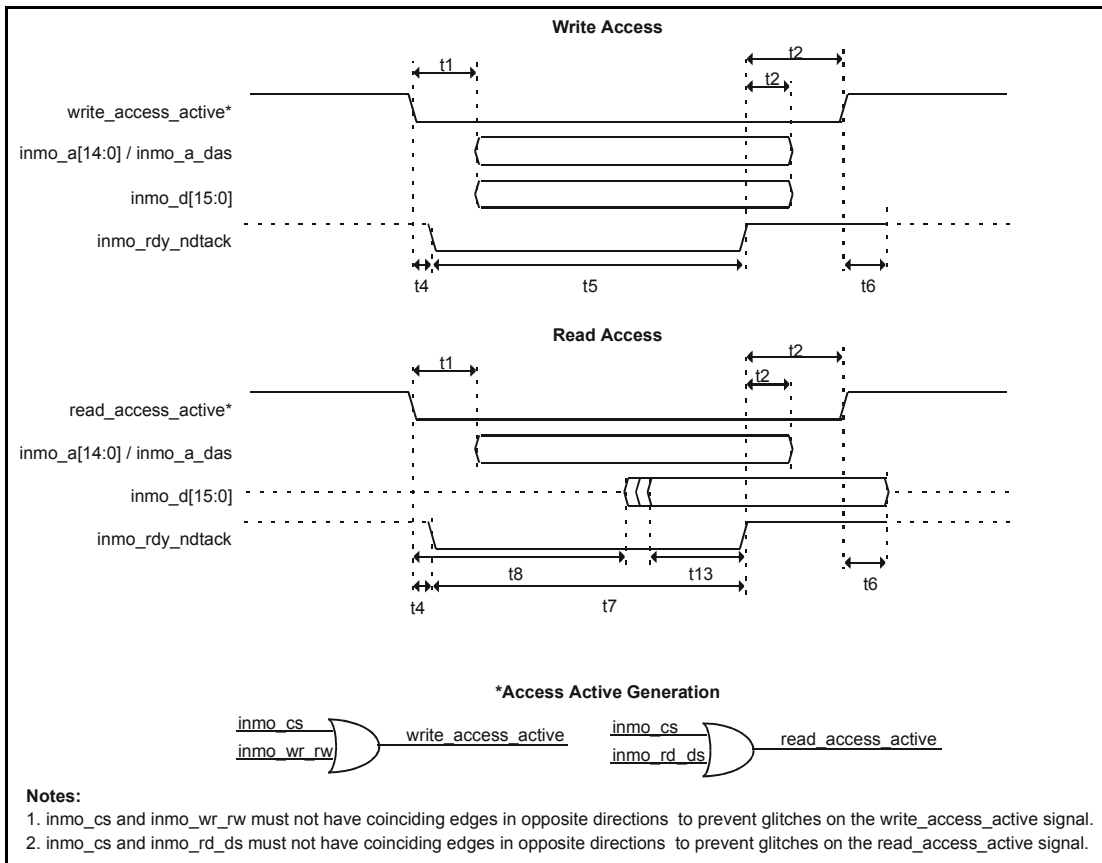 Write Access
t2
t1
t2
write_access_active*
inmo_a[14:0] / inmo_a_das
inmo_d[15:0]
inmo_rdy_ndtack
t4
t5
t6
Read Access
t2
t1
t2
read_access_active*
inmo_a[14:0] / inmo_a_das
inmo_d[15:0]
inmo_rdy_ndtack
t8
t13
t6
t4
t7
*Access Active Generation
inmo_cs
write_access_active
inmo_wr_rw
inmo_cs
read_access_active
inmo_rd_ds
Notes:
1. inmo_cs and inmo_wr_rw must not have coinciding edges in opposite directions to prevent glitches on the write_access_active signal.
2. inmo_cs and inmo_rd_ds must not have coinciding edges in opposite directions to prevent glitches on the read_access_active signal.